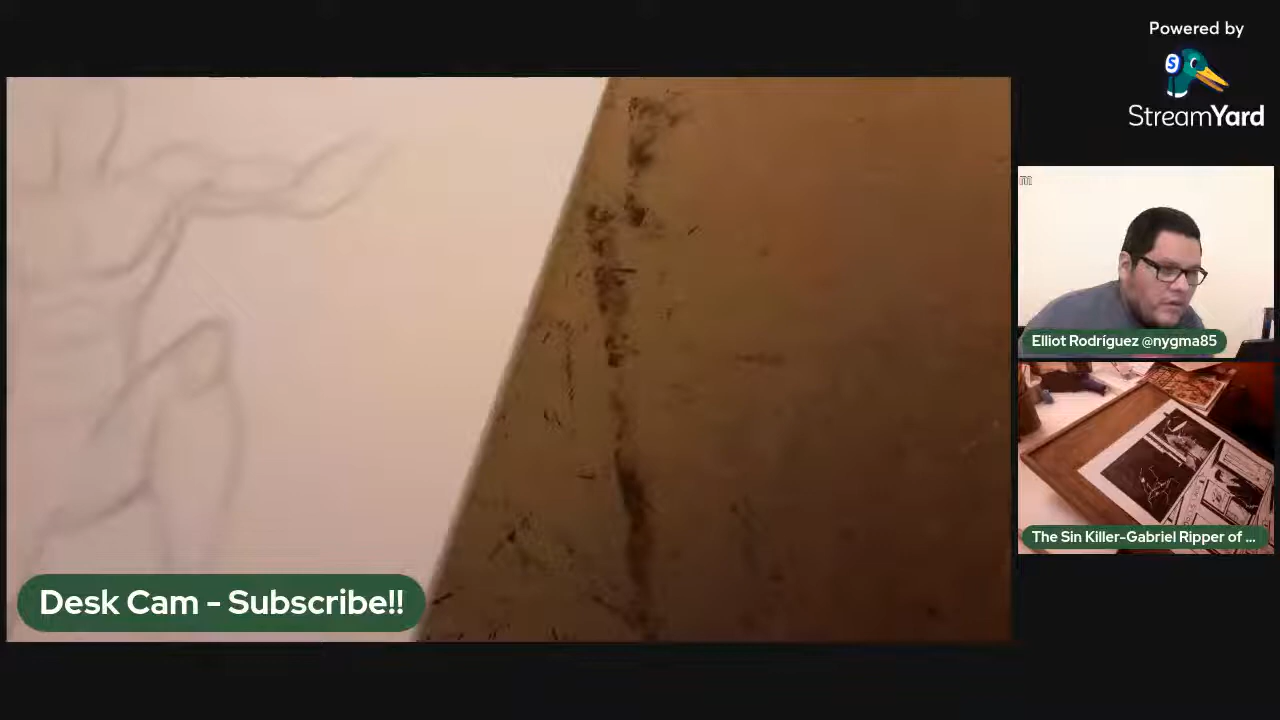 Powered by
StreamYard
Elliot Rodríguez @nygma85
The Sin Killer-Gabriel Ripper of ...
Desk Cam - Subscribe!!